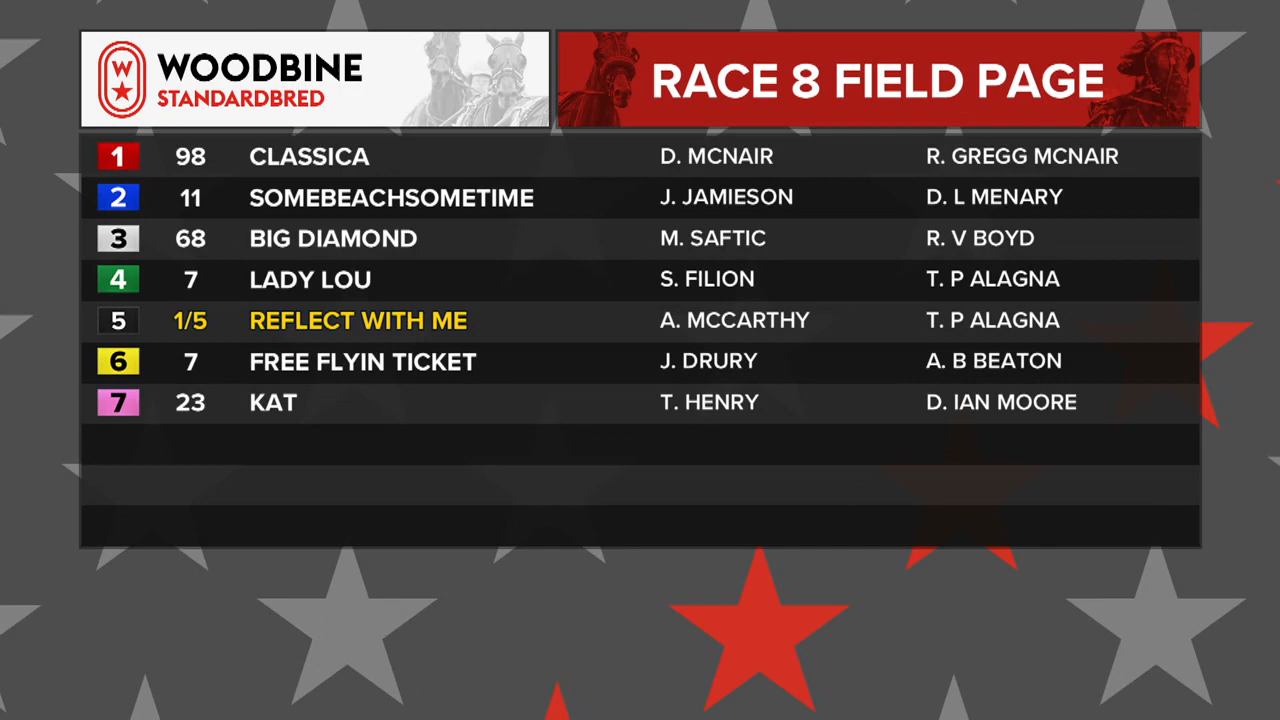 W
WOODBINE
STANDARDBRED
RACE 8 FIELD PAGE
1 98 CLASSICA D. MCNAIR R. GREGG MCNAIR
2 11 SOMEBEACHSOMETIME J. JAMIESON D. L MENARY
3 68 BIG DIAMOND M. SAFTIC R. V BOYD
4 7 LADY LOU S. FILION T. P ALAGNA
5 1/5 REFLECT WITH ME A. MCCARTHY T. P ALAGNA
6 7 FREE FLYIN TICKET J. DRURY A. B BEATON
7 23 KAT T. HENRY D. IAN MOORE